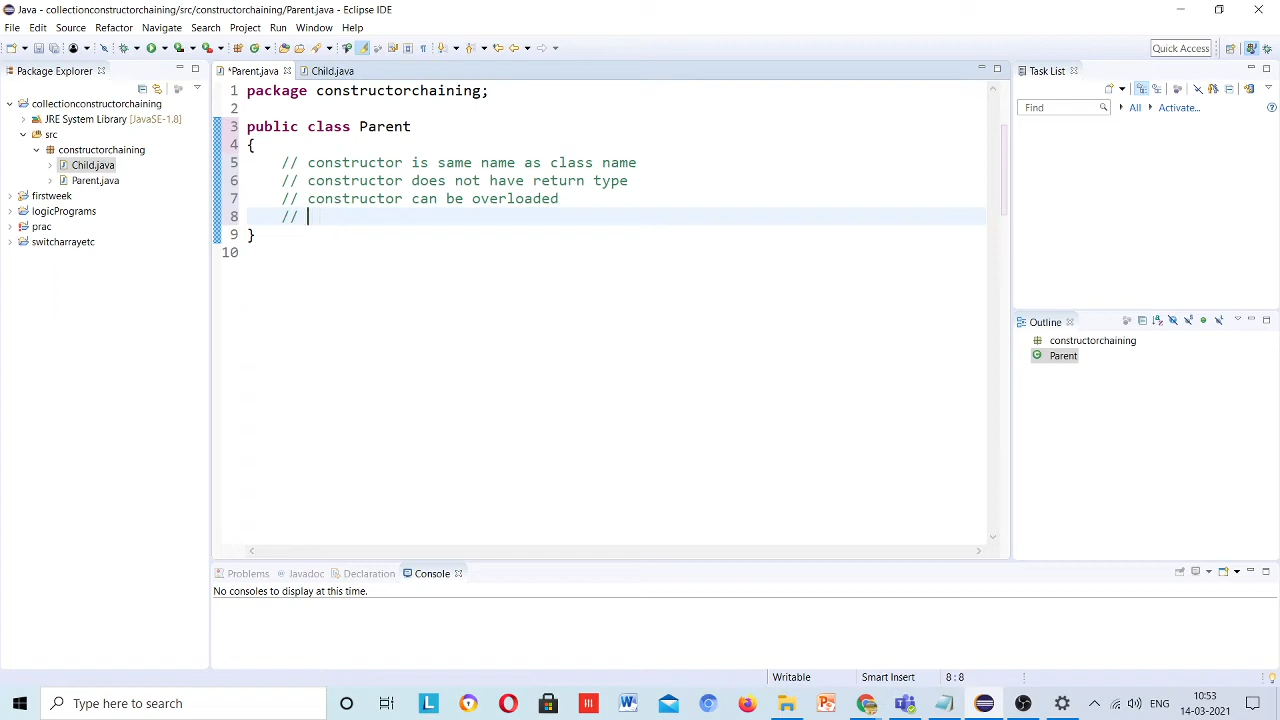 Java - collectionconstructorchaining/src/constructorchaining/Parent.java - Eclipse IDE
File Edit Source Refactor Navigate Search Project Run Window Help
Quick Access
Package Explorer
collectionconstructorchaining
JRE System Library [JavaSE-1.8]
src
constructorchaining
Child.java
Parent.java
firstweek
logicPrograms
prac
switcharrayetc
*Parent.java
Child.java
1 package constructorchaining;
2
3 public class Parent
4 {
5 // constructor is same name as class name
6 // constructor does not have return type
7 // constructor can be overloaded
8 //
9 }
10
Task List
Find
All
Activate...
Outline
constructorchaining
Parent
Problems Javadoc Declaration Console
No consoles to display at this time.
Writable Smart Insert 8 : 8
Type here to search
ENG
10:53
14-03-2021